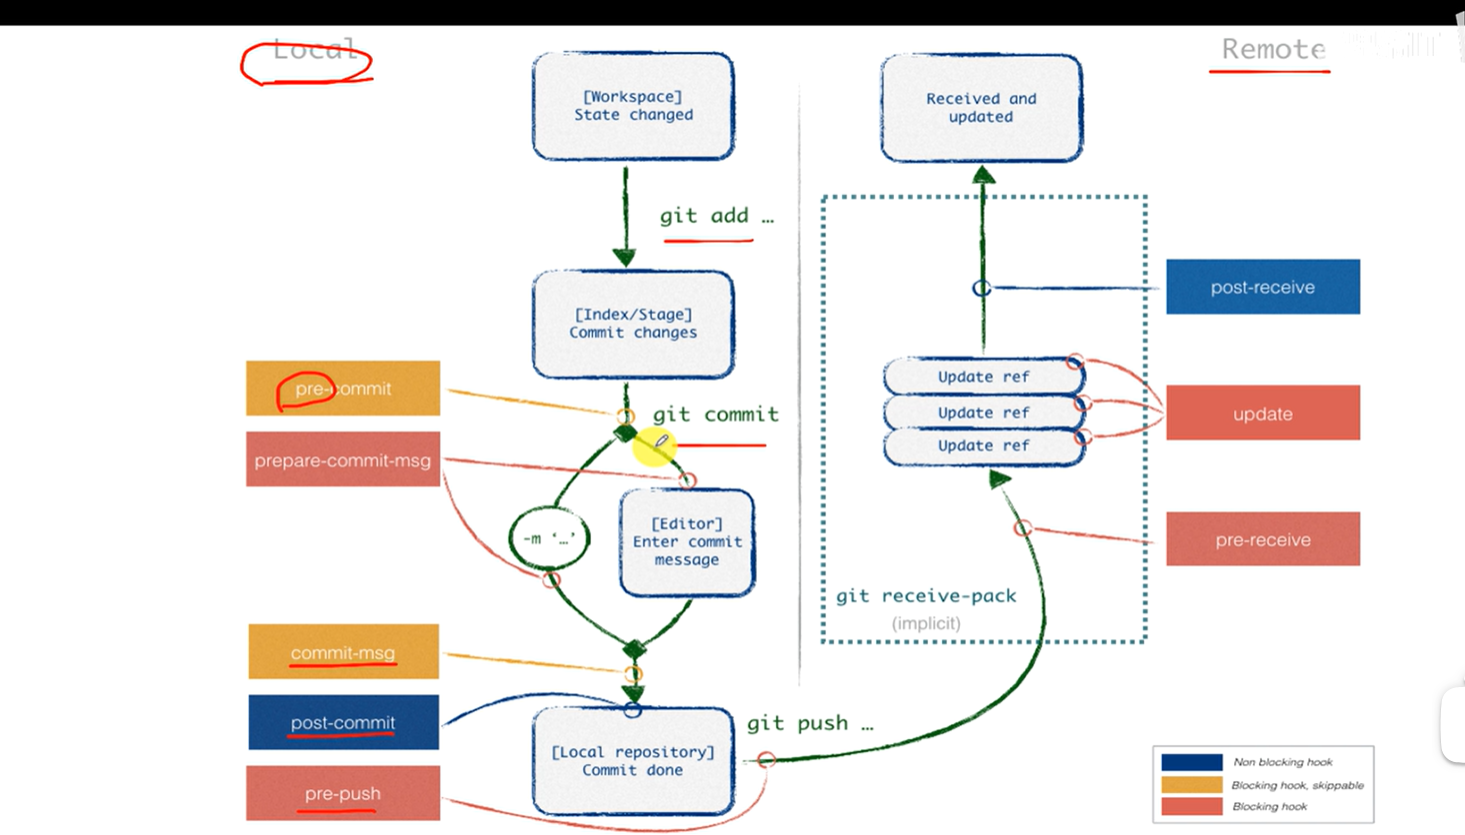 Local
Remote
[Workspace]
State changed
git add …
[Index/Stage]
Commit changes
pre-commit
git commit
prepare-commit-msg
-m ‘…’
[Editor]
Enter commit
message
commit-msg
post-commit
[Local repository]
Commit done
pre-push
git push …
Received and
updated
post-receive
Update ref
Update ref
Update ref
update
pre-receive
git receive-pack
(implicit)
Non blocking hook
Blocking hook, skippable
Blocking hook